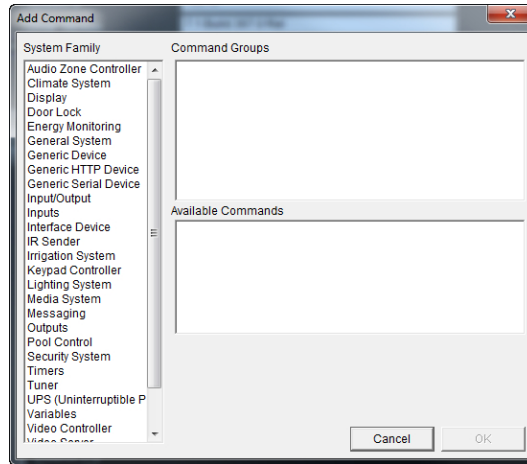 Add Command
System Family
Command Groups
Audio Zone Controller
Climate System
Display
Door Lock
Energy Monitoring
General System
Generic Device
Generic HTTP Device
Generic Serial Device
Input/Output
Inputs
Interface Device
IR Sender
Irrigation System
Keypad Controller
Lighting System
Media System
Messaging
Outputs
Pool Control
Security System
Timers
Tuner
UPS (Uninterruptible P
Variables
Video Controller
Video Server
Available Commands
Cancel
OK